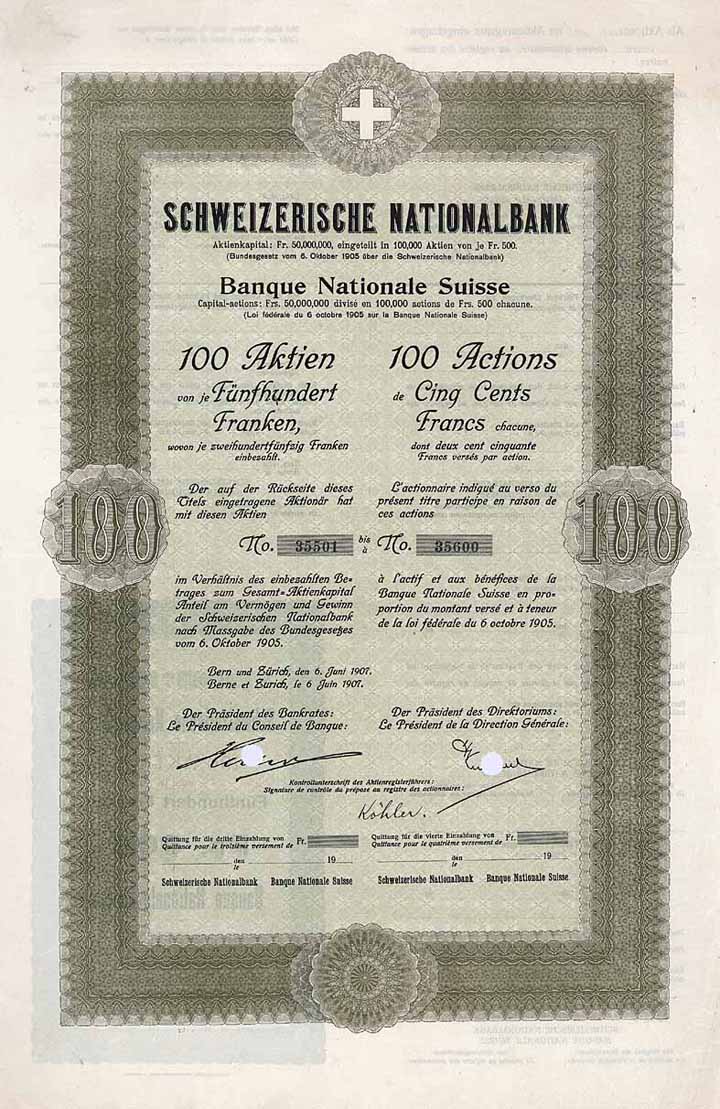 SCHWEIZERISCHE NATIONALBANK
Aktienkapital: Fr. 50,000,000, eingeteilt in 100,000 Aktien von je Fr. 500.
(Bundesgesetz vom 6. Oktober 1905 über die Schweizerische Nationalbank)
Banque Nationale Suisse
Capital-actions: Frs. 50,000,000 divisé en 100,000 actions de Frs. 500 chacune.
(Loi fédérale du 6 octobre 1905 sur la Banque Nationale Suisse)
100 Aktien
von je Fünfhundert
Franken,
wovon je zweihundertfünfzig Franken
einbezahlt.
100 Actions
de Cinq Cents
Francs chacune,
dont deux cent cinquante
Francs versés par action.
Der auf der Rückseite dieses
Titels eingetragene Aktionär hat
mit diesen Aktien
L'actionnaire indiqué au verso du
présent titre participe en raison de
ces actions
100
No. 35501 bis à No. 35600
100
im Verhältnis des einbezahlten Be-
trages zum Gesamt-Aktienkapital
Anteil am Vermögen und Gewinn
der Schweizerischen Nationalbank
nach Massgabe des Bundesgesetzes
vom 6. Oktober 1905.
à l'actif et aux bénéfices de la
Banque Nationale Suisse en pro-
portion du montant versé et à teneur
de la loi fédérale du 6 octobre 1905.
Bern und Zürich, den 6. Juni 1907.
Berne et Zurich, le 6 Juin 1907.
Der Präsident des Bankrates:
Le Président du Conseil de Banque:
Der Präsident des Direktoriums:
Le Président de la Direction Générale:
Kontrollunterschrift des Aktienregisterführers:
Signature de contrôle du préposé au registre des actionnaires:
Köhler.
Quittung für die dritte Einzahlung von
Quittance pour le troisième versement de Fr.
den
le 19
Schweizerische Nationalbank Banque Nationale Suisse
Quittung für die vierte Einzahlung von
Quittance pour le quatrième versement de Fr.
den
le 19
Schweizerische Nationalbank Banque Nationale Suisse